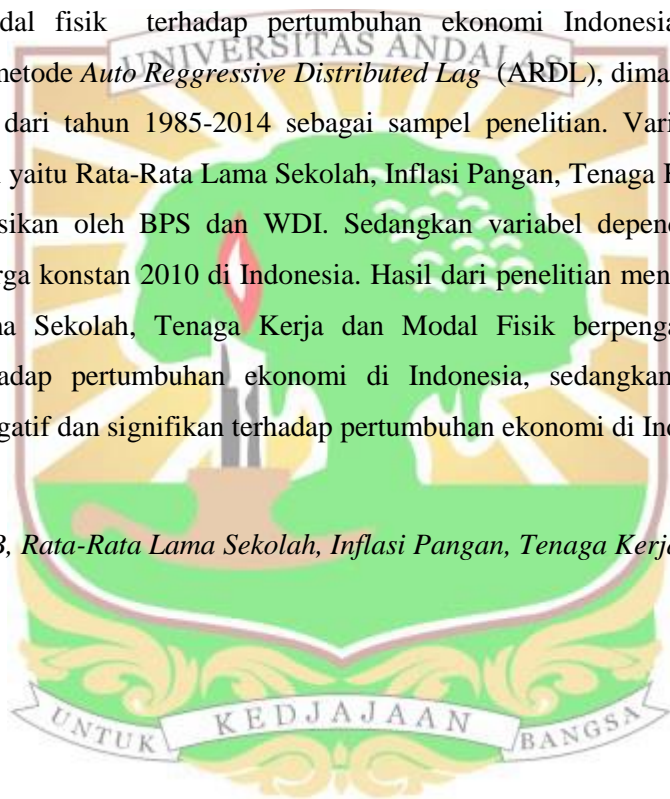 dal fisik terhadap pertumbuhan ekonomi Indonesia
UNIVERSITAS ANDALAS
metode Auto Reggressive Distributed Lag (ARDL), dima
dari tahun 1985-2014 sebagai sampel penelitian. Vari
yaitu Rata-Rata Lama Sekolah, Inflasi Pangan, Tenaga
sikan oleh BPS dan WDI. Sedangkan variabel depen
rga konstan 2010 di Indonesia. Hasil dari penelitian men
na Sekolah, Tenaga Kerja dan Modal Fisik berpenga
adap pertumbuhan ekonomi di Indonesia, sedangkan
gatif dan signifikan terhadap pertumbuhan ekonomi di In
B, Rata-Rata Lama Sekolah, Inflasi Pangan, Tenaga Kerja
UNTUK KEDJAJAAN BANGSA